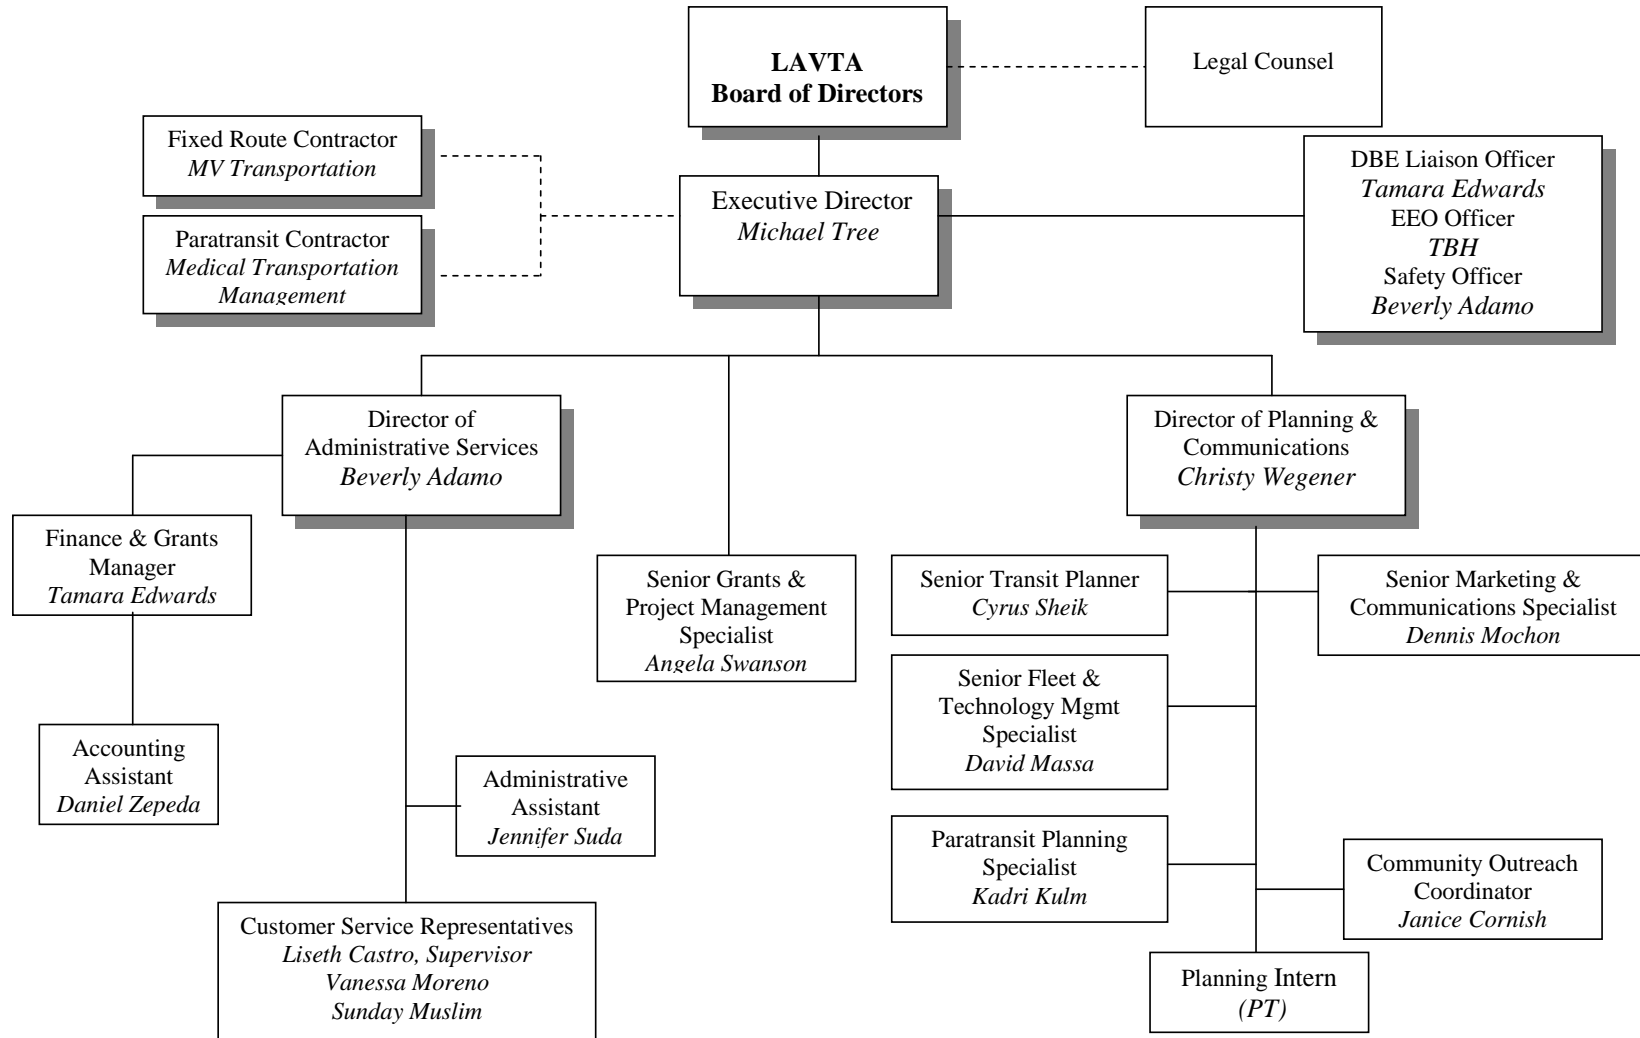 LAVTA
Board of Directors
Legal Counsel
Fixed Route Contractor
MV Transportation
Paratransit Contractor
Medical Transportation
Management
Executive Director
Michael Tree
DBE Liaison Officer
Tamara Edwards
EEO Officer
TBH
Safety Officer
Beverly Adamo
Director of
Administrative Services
Beverly Adamo
Director of Planning &
Communications
Christy Wegener
Finance & Grants
Manager
Tamara Edwards
Senior Grants &
Project Management
Specialist
Angela Swanson
Senior Transit Planner
Cyrus Sheik
Senior Marketing &
Communications Specialist
Dennis Mochon
Senior Fleet &
Technology Mgmt
Specialist
David Massa
Accounting
Assistant
Daniel Zepeda
Administrative
Assistant
Jennifer Suda
Paratransit Planning
Specialist
Kadri Kulm
Community Outreach
Coordinator
Janice Cornish
Customer Service Representatives
Liseth Castro, Supervisor
Vanessa Moreno
Sunday Muslim
Planning Intern
(PT)